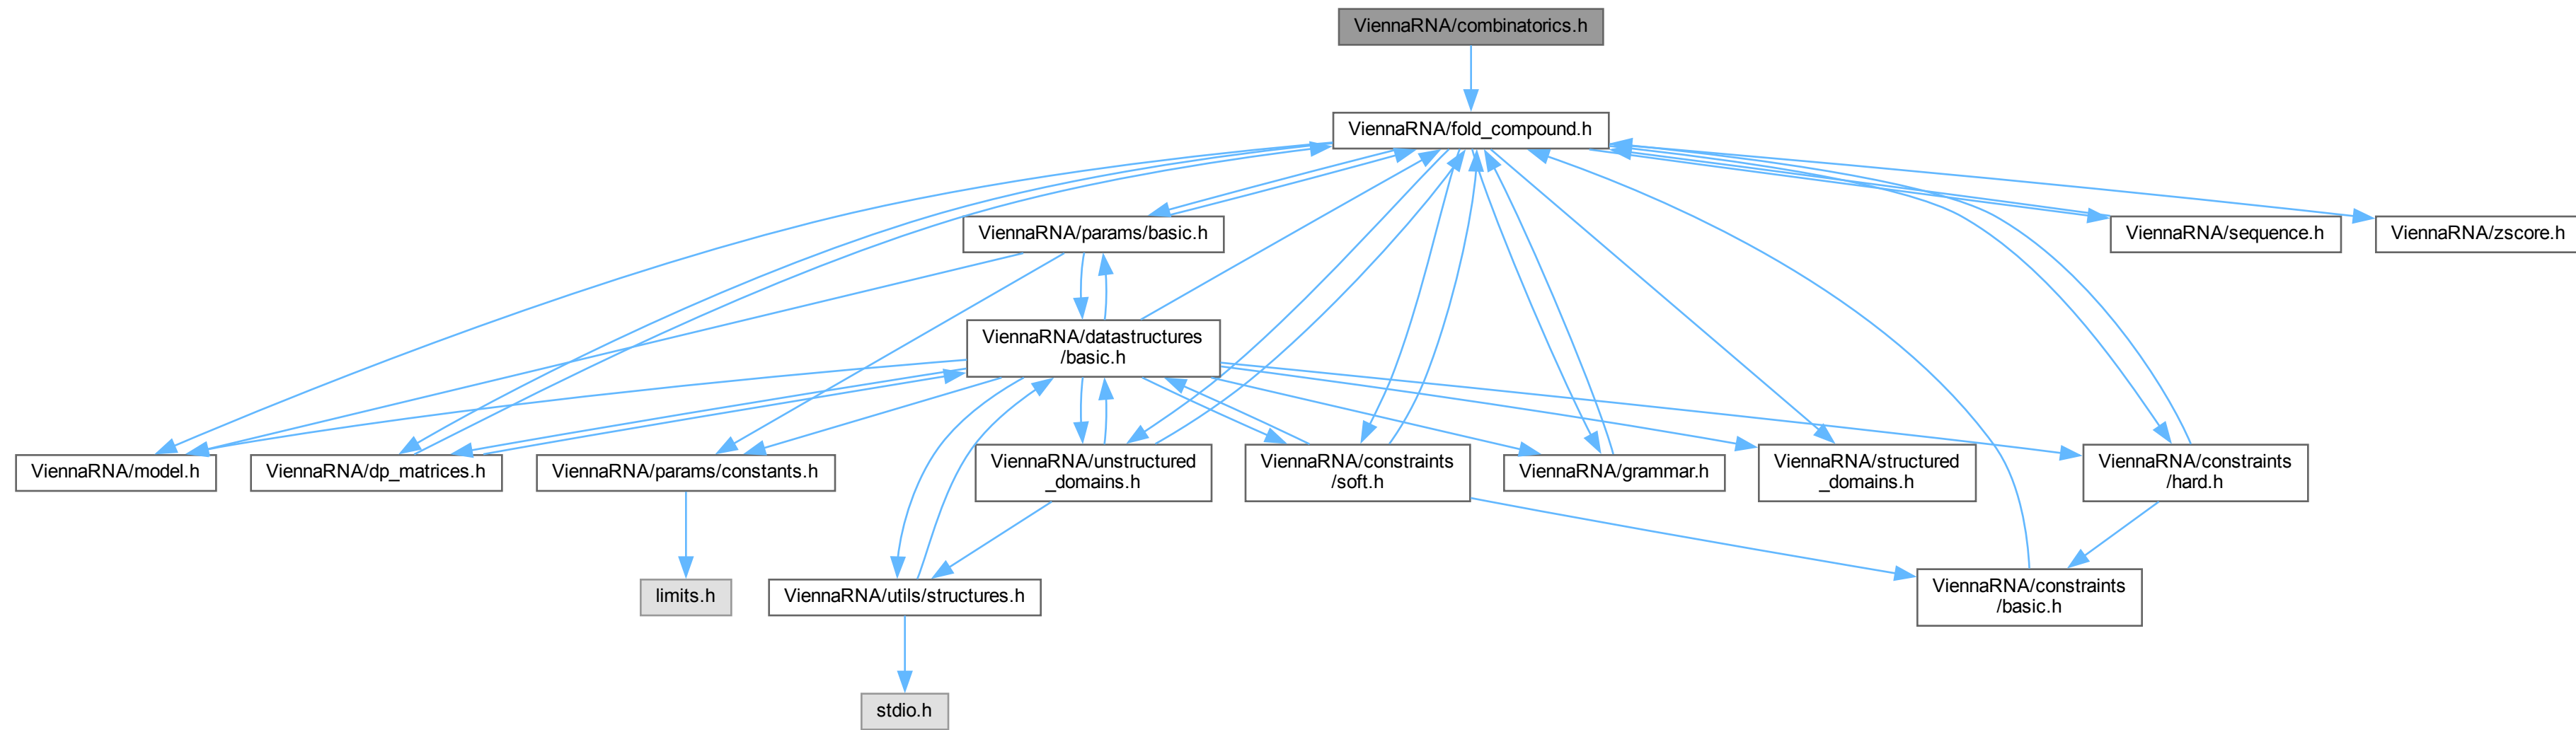 ViennaRNA/combinatorics.h
ViennaRNA/fold_compound.h
ViennaRNA/params/basic.h
ViennaRNA/sequence.h
ViennaRNA/zscore.h
ViennaRNA/datastructures
/basic.h
ViennaRNA/model.h
ViennaRNA/dp_matrices.h
ViennaRNA/params/constants.h
ViennaRNA/unstructured
_domains.h
ViennaRNA/constraints
/soft.h
ViennaRNA/grammar.h
ViennaRNA/structured
_domains.h
ViennaRNA/constraints
/hard.h
limits.h
ViennaRNA/utils/structures.h
ViennaRNA/constraints
/basic.h
stdio.h